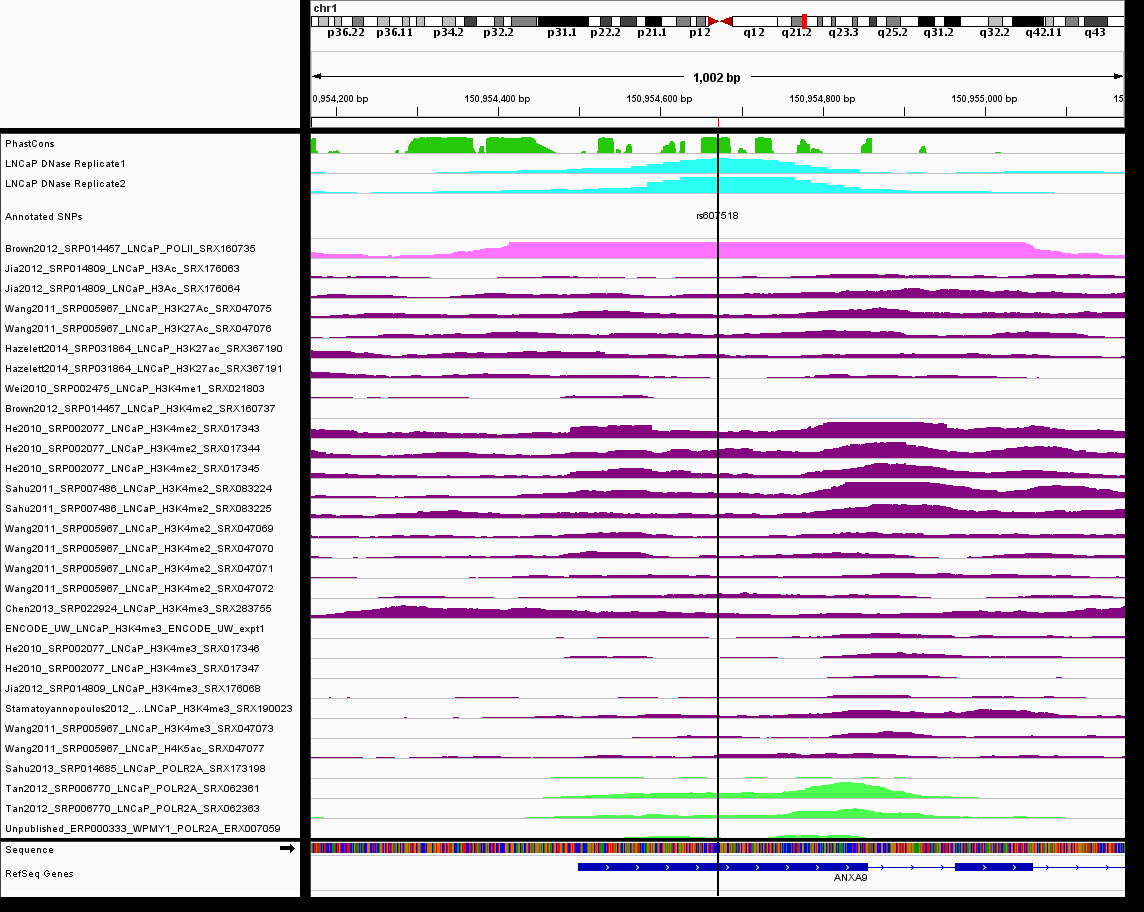 chr1
p36.22 p36.11 p34.2 p32.2 p31.1 p22.2 p21.1 p12 q12 q21.2 q23.3 q25.2 q31.2 q32.2 q42.11 q43
1,002 bp
0,954,200 bp 150,954,400 bp 150,954,600 bp 150,954,800 bp 150,955,000 bp 15
PhastCons
LNCaP DNase Replicate1
LNCaP DNase Replicate2
Annotated SNPs
rs607518
Brown2012_SRP014457_LNCaP_POLII_SRX160735
Jia2012_SRP014809_LNCaP_H3Ac_SRX176063
Jia2012_SRP014809_LNCaP_H3Ac_SRX176064
Wang2011_SRP005967_LNCaP_H3K27Ac_SRX047075
Wang2011_SRP005967_LNCaP_H3K27Ac_SRX047076
Hazelett2014_SRP031864_LNCaP_H3K27ac_SRX367190
Hazelett2014_SRP031864_LNCaP_H3K27ac_SRX367191
Wei2010_SRP002475_LNCaP_H3K4me1_SRX021803
Brown2012_SRP014457_LNCaP_H3K4me2_SRX160737
He2010_SRP002077_LNCaP_H3K4me2_SRX017343
He2010_SRP002077_LNCaP_H3K4me2_SRX017344
He2010_SRP002077_LNCaP_H3K4me2_SRX017345
Sahu2011_SRP007486_LNCaP_H3K4me2_SRX083224
Sahu2011_SRP007486_LNCaP_H3K4me2_SRX083225
Wang2011_SRP005967_LNCaP_H3K4me2_SRX047069
Wang2011_SRP005967_LNCaP_H3K4me2_SRX047070
Wang2011_SRP005967_LNCaP_H3K4me2_SRX047071
Wang2011_SRP005967_LNCaP_H3K4me2_SRX047072
Chen2013_SRP022924_LNCaP_H3K4me3_SRX283755
ENCODE_UW_LNCaP_H3K4me3_ENCODE_UW_expt1
He2010_SRP002077_LNCaP_H3K4me3_SRX017346
He2010_SRP002077_LNCaP_H3K4me3_SRX017347
Jia2012_SRP014809_LNCaP_H3K4me3_SRX176068
Stamatoyannopoulos2012_...LNCaP_H3K4me3_SRX190023
Wang2011_SRP005967_LNCaP_H3K4me3_SRX047073
Wang2011_SRP005967_LNCaP_H4K5ac_SRX047077
Sahu2013_SRP014685_LNCaP_POLR2A_SRX173198
Tan2012_SRP006770_LNCaP_POLR2A_SRX062361
Tan2012_SRP006770_LNCaP_POLR2A_SRX062363
Unpublished_ERP000333_WPMY1_POLR2A_ERX007059
Sequence
RefSeq Genes
ANXA9